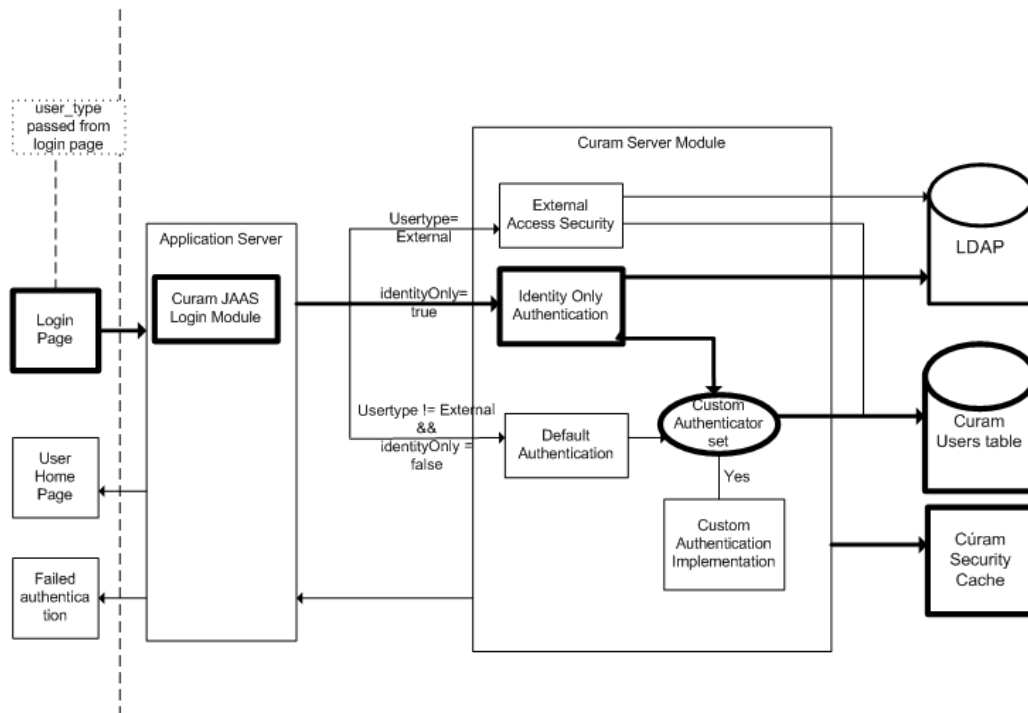 user_type
passed from
login page
Login
Page
User
Home
Page
Failed
authentica
tion
Application Server
Curam JAAS
Login Module
Usertype=
External
identityOnly=
true
Usertype != External
&&
identityOnly =
false
Curam Server Module
External
Access Security
Identity Only
Authentication
Default
Authentication
Custom
Authenticator
set
Yes
Custom
Authentication
Implementation
LDAP
Curam
Users table
Cúram
Security
Cache